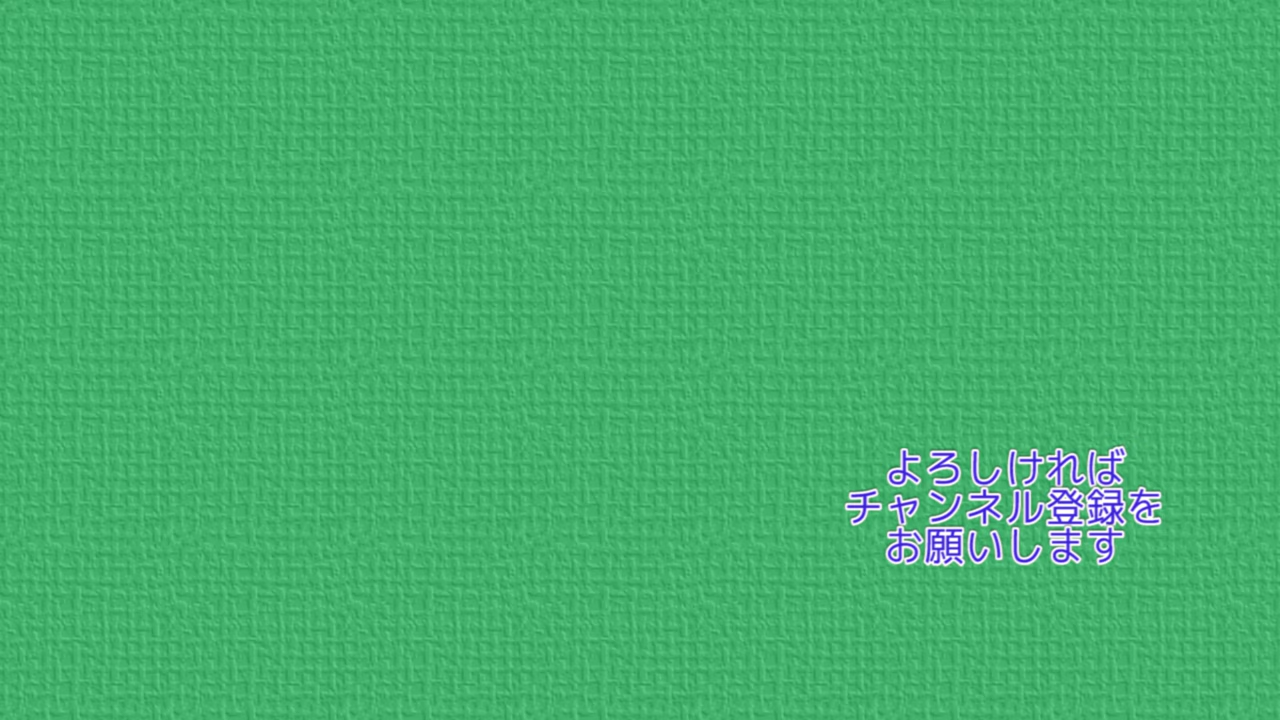 よろしければ
チャンネル登録を
お願いします